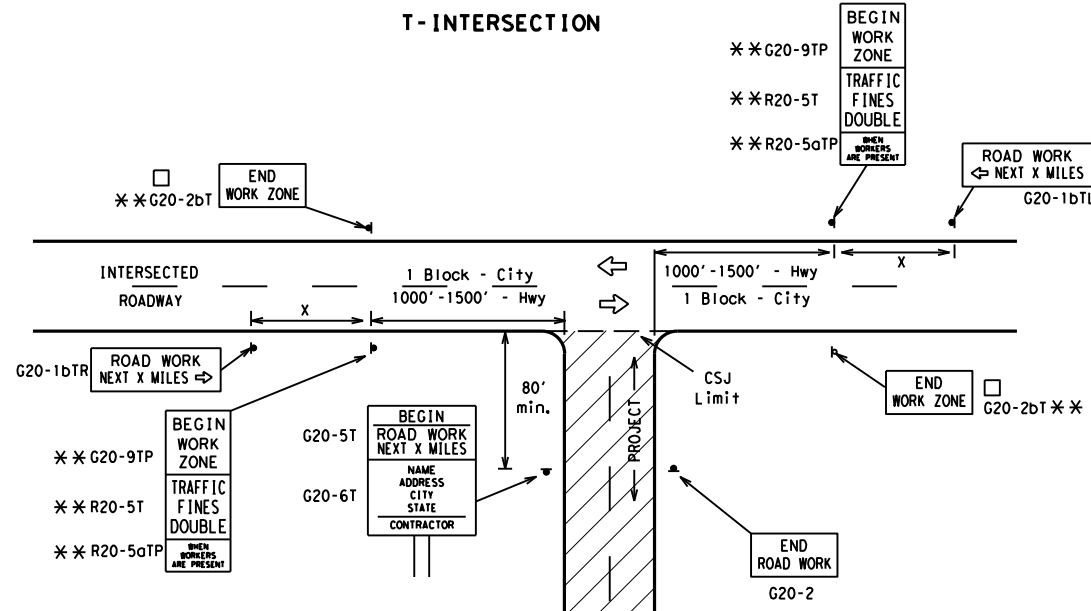 T-INTERSECTION
BEGIN
WORK
ZONE
TRAFFIC
FINES
DOUBLE
WHEN
WORKERS
ARE PRESENT
**G20-9TP
**R20-5T
**R20-5aTP
ROAD WORK
⇦ NEXT X MILES
G20-1bTL
END
WORK ZONE
□
**G20-2bT
INTERSECTED
ROADWAY
1 Block - City
1000'-1500' - Hwy
X
1000'-1500' - Hwy
1 Block - City
X
G20-1bTR
ROAD WORK
NEXT X MILES ⇨
80'
min.
CSJ
Limit
PROJECT
END
WORK ZONE
□
G20-2bT **
BEGIN
WORK
ZONE
TRAFFIC
FINES
DOUBLE
WHEN
WORKERS
ARE PRESENT
**G20-9TP
**R20-5T
**R20-5aTP
G20-5T
G20-6T
BEGIN
ROAD WORK
NEXT X MILES
NAME
ADDRESS
CITY
STATE
CONTRACTOR
END
ROAD WORK
G20-2